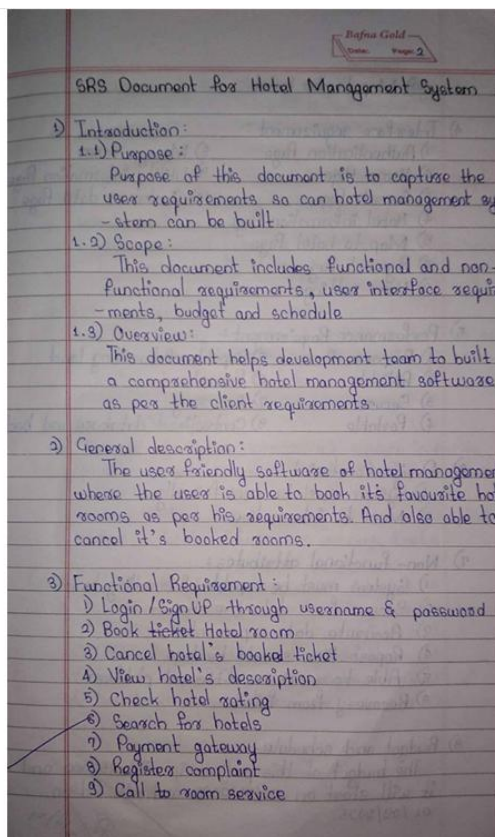 Bafna Gold
Date: Page: 2
SRS Document for Hotel Management System
1) Introduction:
1.1) Purpose:
Purpose of this document is to capture the
user requirements so can hotel management sy
-stem can be built
1.2) Scope:
This document includes functional and non-
functional requirements, user interface requir
-ments, budget and schedule
1.3) Overview:
This document helps development team to built
a comprehensive hotel management software
as per the client requirements
2) General description:
The user friendly software of hotel managemen
where the user is able to book it's favourite ho
rooms as per his requirements. And also able to
cancel it's booked rooms.
3) Functional Requirement:
1) Login / Sign UP through username & password
2) Book ticket Hotel room
3) Cancel hotel's booked ticket
4) View hotel's description
5) Check hotel rating
6) Search for hotels
7) Payment gateway
8) Register complaint
9) Call to room service